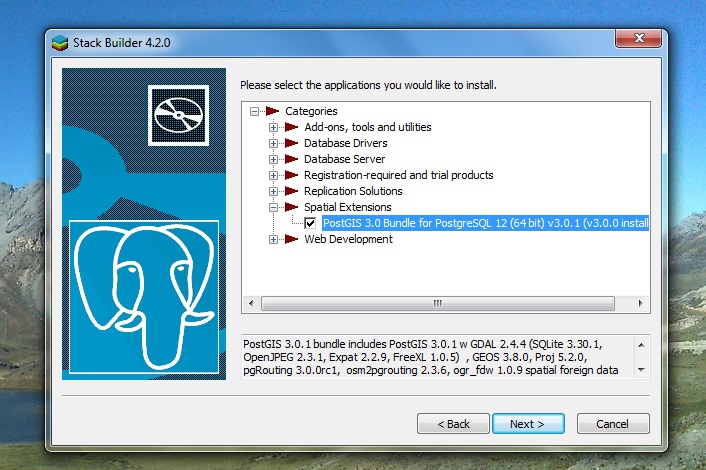 Stack Builder 4.2.0
Please select the applications you would like to install.
Categories
Add-ons, tools and utilities
Database Drivers
Database Server
Registration-required and trial products
Replication Solutions
Spatial Extensions
PostGIS 3.0 Bundle for PostgreSQL 12 (64 bit) v3.0.1 (v3.0.0 install
Web Development
PostGIS 3.0.1 bundle includes PostGIS 3.0.1 w GDAL 2.4.4 (SQLite 3.30.1,
OpenJPEG 2.3.1, Expat 2.2.9, FreeXL 1.0.5) , GEOS 3.8.0, Proj 5.2.0,
pgRouting 3.0.0rc1, osm2pgrouting 2.3.6, ogr_fdw 1.0.9 spatial foreign data
< Back
Next >
Cancel